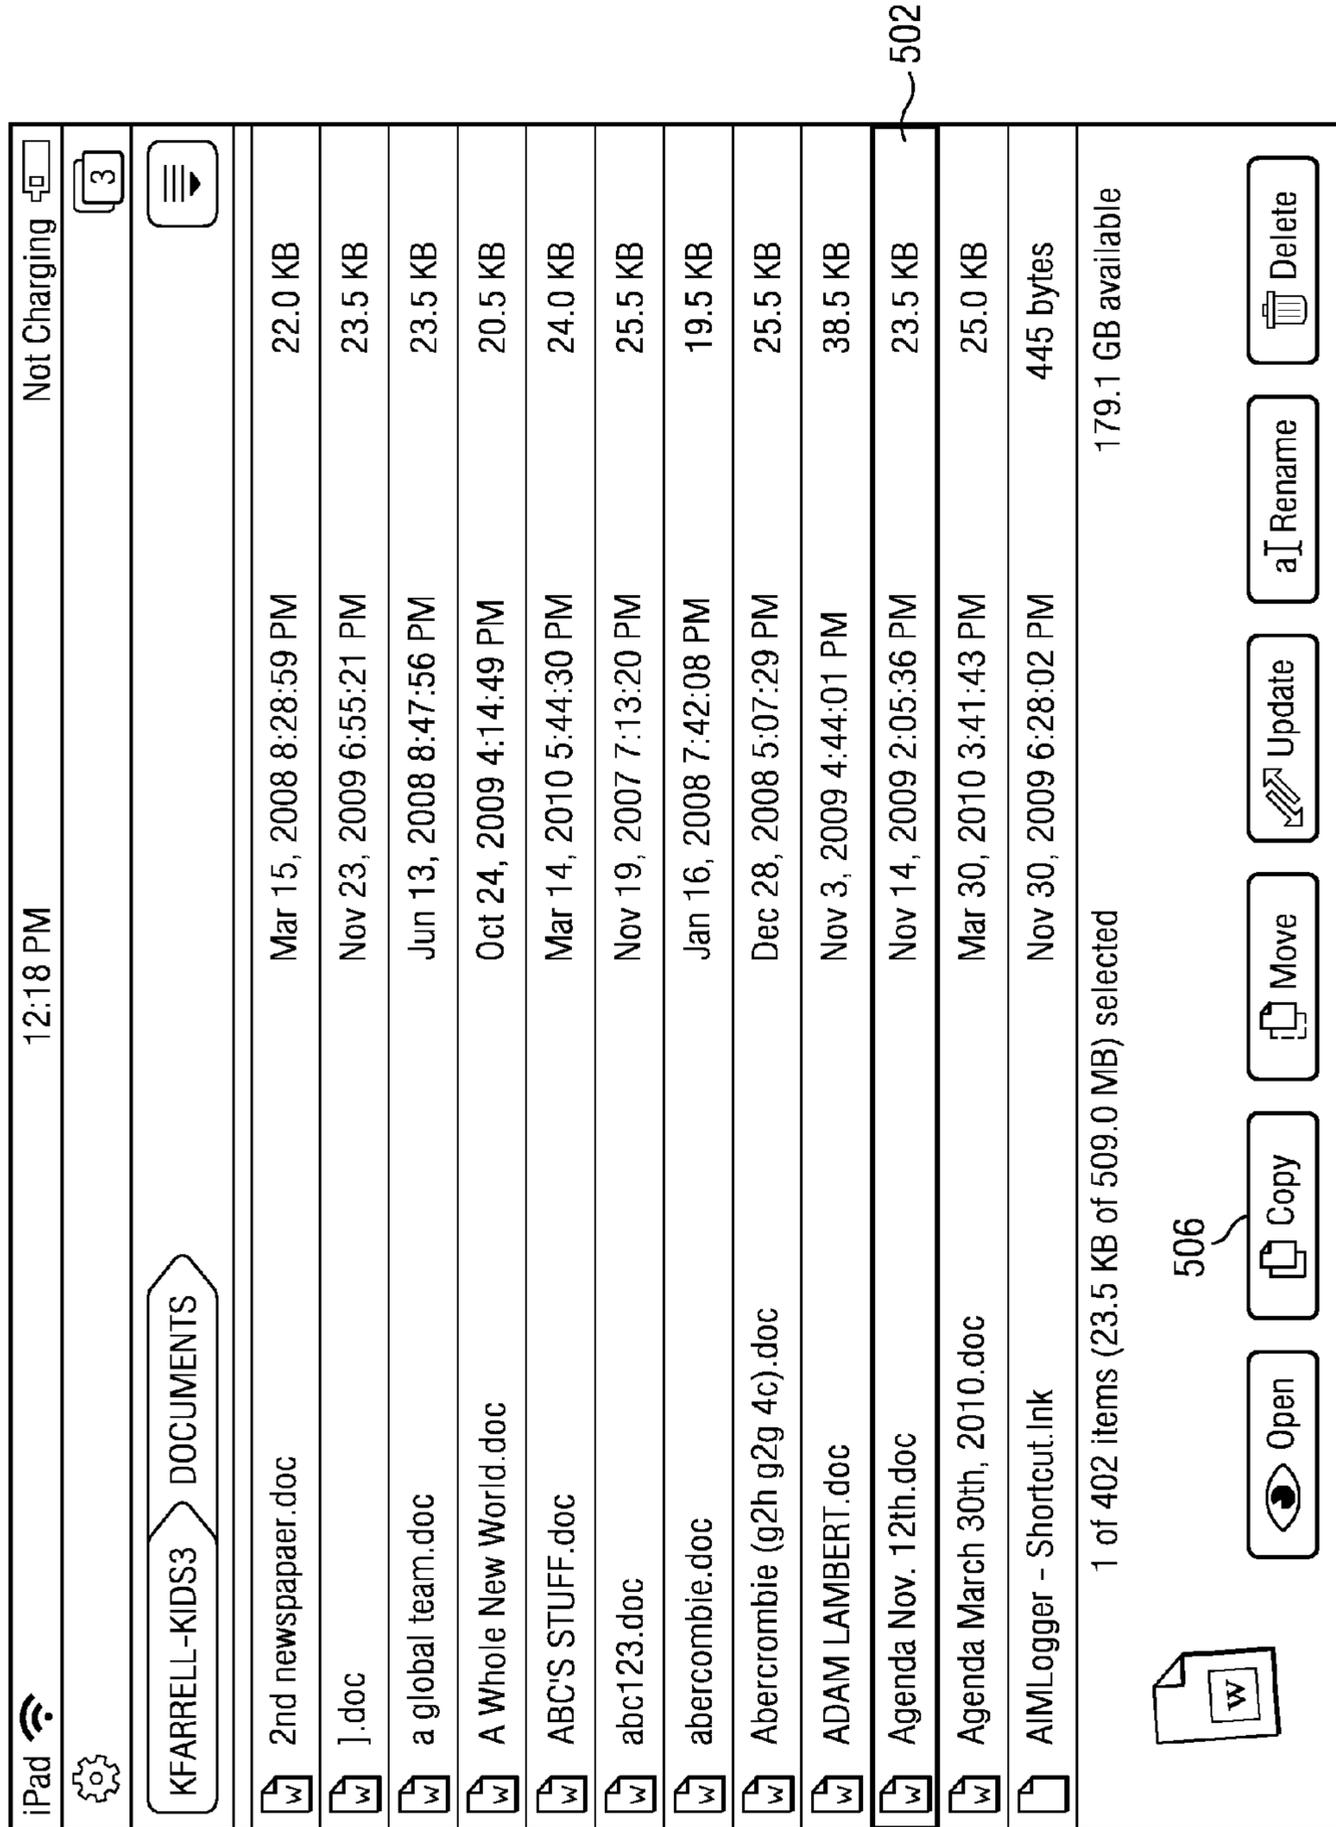 iPad 12:18 PM Not Charging
3
KFARRELL-KIDS3 DOCUMENTS
2nd newspapaer.doc Mar 15, 2008 8:28:59 PM 22.0 KB
].doc Nov 23, 2009 6:55:21 PM 23.5 KB
a global team.doc Jun 13, 2008 8:47:56 PM 23.5 KB
A Whole New World.doc Oct 24, 2009 4:14:49 PM 20.5 KB
ABC'S STUFF.doc Mar 14, 2010 5:44:30 PM 24.0 KB
abc123.doc Nov 19, 2007 7:13:20 PM 25.5 KB
abercombie.doc Jan 16, 2008 7:42:08 PM 19.5 KB
Abercrombie (g2h g2g 4c).doc Dec 28, 2008 5:07:29 PM 25.5 KB
ADAM LAMBERT.doc Nov 3, 2009 4:44:01 PM 38.5 KB
Agenda Nov. 12th.doc Nov 14, 2009 2:05:36 PM 23.5 KB 502
Agenda March 30th, 2010.doc Mar 30, 2010 3:41:43 PM 25.0 KB
AIMLogger - Shortcut.lnk Nov 30, 2009 6:28:02 PM 445 bytes
1 of 402 items (23.5 KB of 509.0 MB) selected 179.1 GB available
506
W Open Copy Move Update a Rename Delete